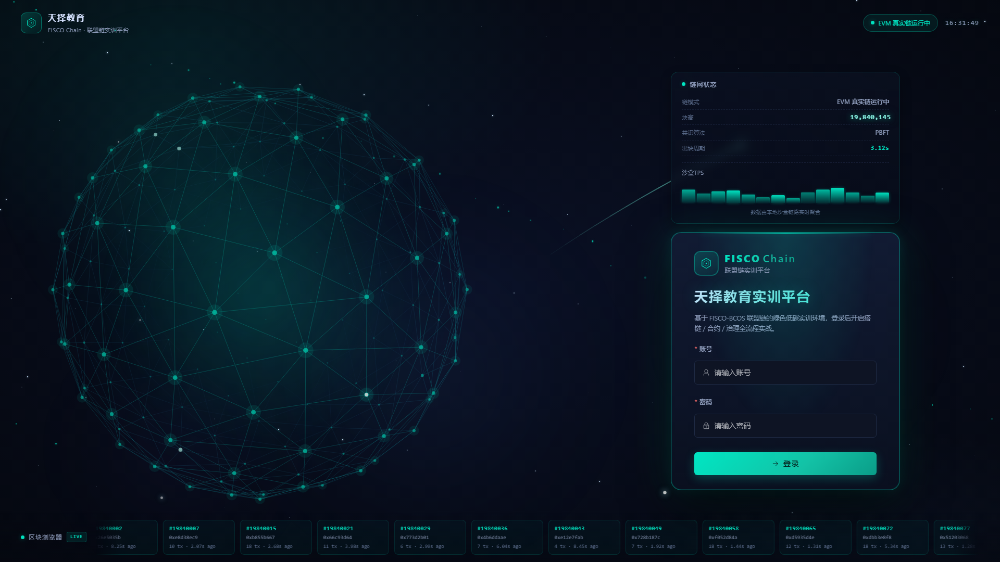 天择教育
FISCO Chain · 联盟链实训平台
EVM 真实链运行中
16:31:49
链网状态
链模式
EVM 真实链运行中
块高
19,840,145
共识算法
PBFT
出块周期
3.12s
沙盒TPS
数据由本地沙盒链路实时聚合
FISCO Chain
联盟链实训平台
天择教育实训平台
基于 FISCO-BCOS 联盟链的绿色低碳实训环境，登录后开启搭
链 / 合约 / 治理全流程实战。
* 账号
请输入账号
* 密码
请输入密码
→ 登录
区块浏览器
LIVE
19840002
6e5035b
tx · 8.25s ago
#19840007
0xe8d38ec9
10 tx · 2.07s ago
#19840015
0xb855b667
18 tx · 2.68s ago
#19840021
0x66c93d64
11 tx · 3.98s ago
#19840029
0x773d2b01
6 tx · 2.99s ago
#19840036
0x4b6ddaae
7 tx · 6.04s ago
#19840043
0xe12e7fab
4 tx · 8.45s ago
#19840049
0x728b187c
7 tx · 1.92s ago
#19840058
0xf052d84a
18 tx · 1.44s ago
#19840065
0xd5935d4e
12 tx · 1.31s ago
#19840072
0xdbb3e8f8
18 tx · 5.34s ago
#19840077
0x51203068
13 tx · 1.28s